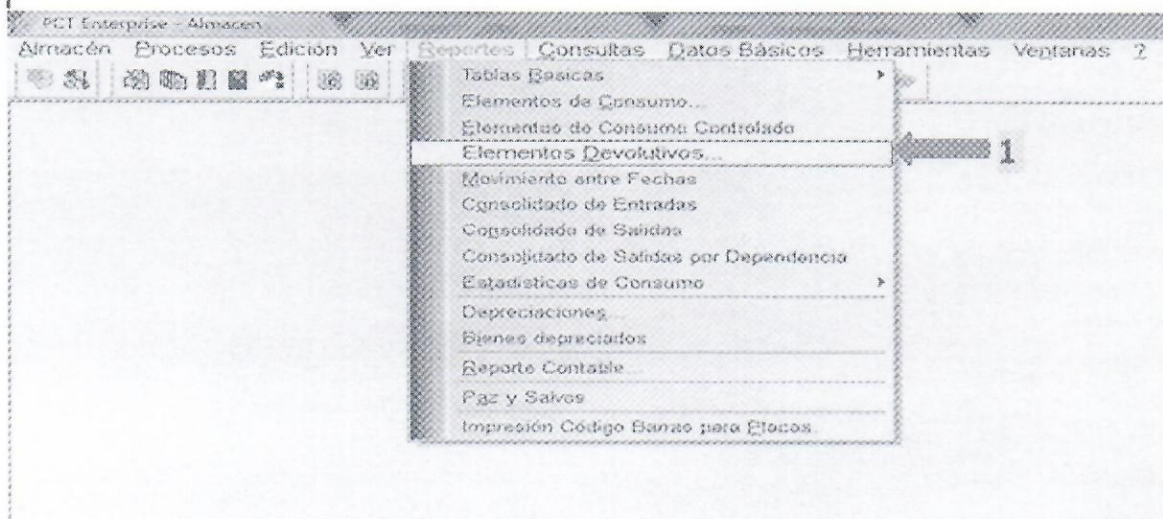 PCT Enterprise - Almacen
Almacén Procesos Edición Ver Reportes Consultas Datos Básicos Herramientas Ventanas ?
Tablas Basicas
Elementos de Consumo...
Elementos de Consumo Controlado
Elementos Devolutivos...
1
Movimiento entre Fechas
Consolidado de Entradas
Consolidado de Salidas
Consolidado de Salidas por Dependencia
Estadísticas de Consumo
Depreciaciones...
Bienes depreciados
Reporte Contable...
Paz y Salvos
Impresión Código Barras para Placas.